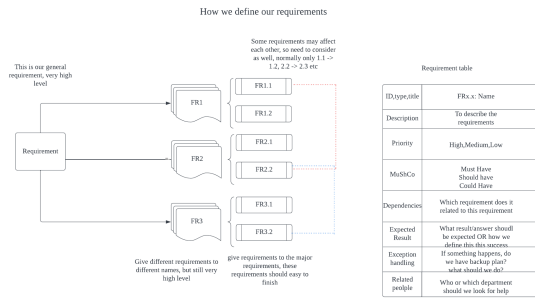 How we define our requirements
Some requirements may affect
each other, so need to consider
as well, normally only 1.1 ->
1.2, 2.2 -> 2.3 etc
This is our general
requirement, very high
level
Requirement
FR1
FR2
FR3
FR1.1
FR1.2
FR2.1
FR2.2
FR3.1
FR3.2
Give different requirements to
different names, but still very
high level
give requirements to the major
requirements, these
requirements should easy to
finish
Requirement table
ID,type,title
FRx.x: Name
Description
To describe the
requirements
Priority
High,Medium,Low
MuShCo
Must Have
Should have
Could Have
Dependencies
Which requirement does it
related to this requirement
Expected
Result
What result/answer shoudl
be expected OR how we
define this this success
Exception
handling
If something happens, do
we have backup plan?
what should we do?
Related
peolple
Who or which department
should we look for help